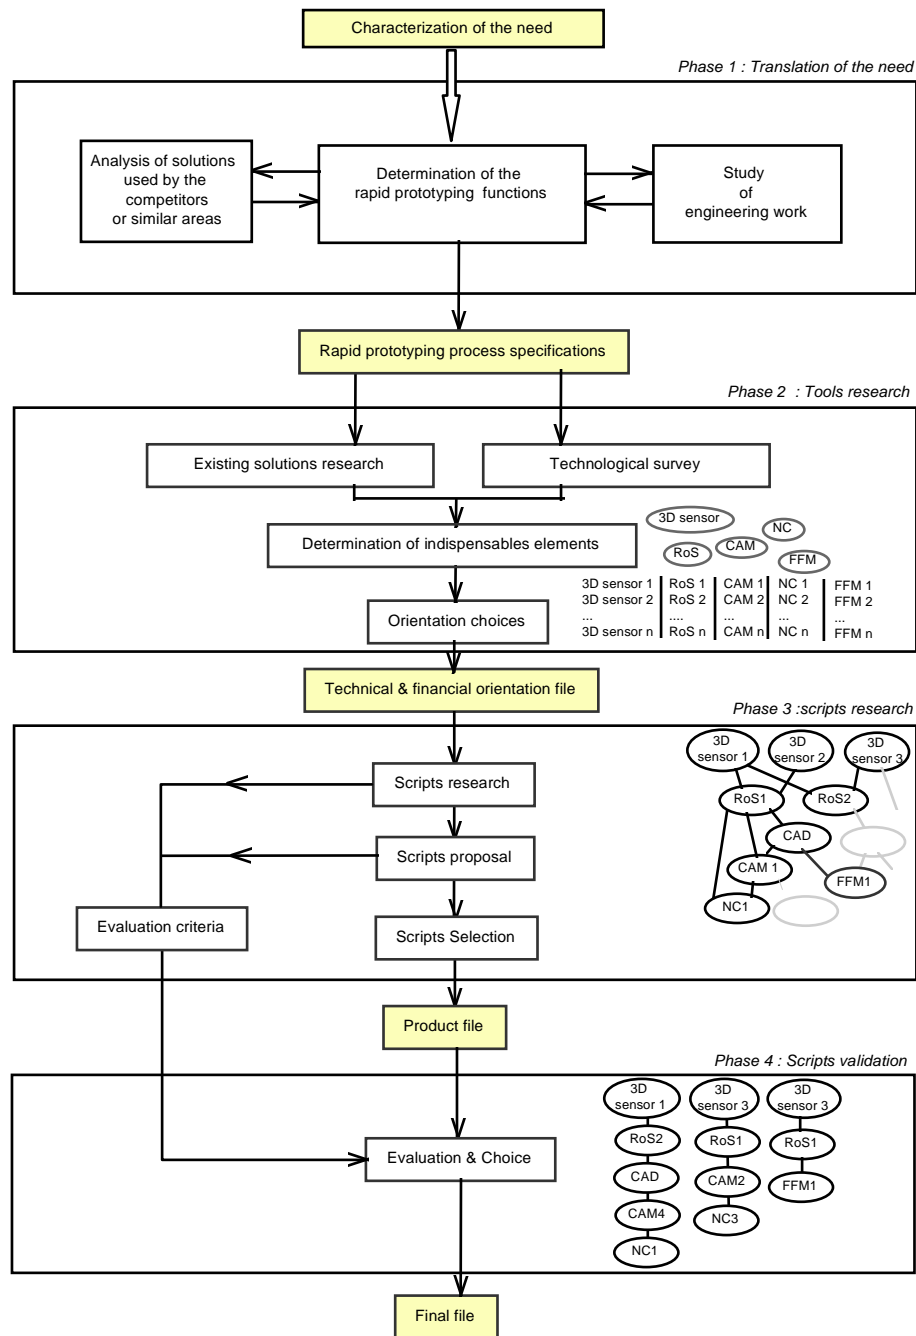 Characterization of the need
Phase 1 : Translation of the need
Analysis of solutions
used by the
competitors
or similar areas
Determination of the
rapid prototyping functions
Study
of
engineering work
Rapid prototyping process specifications
Phase 2 : Tools research
Existing solutions research
Technological survey
Determination of indispensables elements
Orientation choices
3D sensor
NC
RoS
CAM
FFM
3D sensor 1 RoS 1 CAM 1 NC 1 FFM 1
3D sensor 2 RoS 2 CAM 2 NC 2 FFM 2
... .... ... ... ...
3D sensor n RoS n CAM n NC n FFM n
Technical & financial orientation file
Phase 3 :scripts research
Scripts research
Scripts proposal
Evaluation criteria
Scripts Selection
3D
sensor 1
3D
sensor 2
3D
sensor 3
RoS1
RoS2
CAD
CAM 1
FFM1
NC1
Product file
Phase 4 : Scripts validation
Evaluation & Choice
3D
sensor 1
RoS2
CAD
CAM4
NC1
3D
sensor 3
RoS1
CAM2
NC3
3D
sensor 3
RoS1
FFM1
Final file